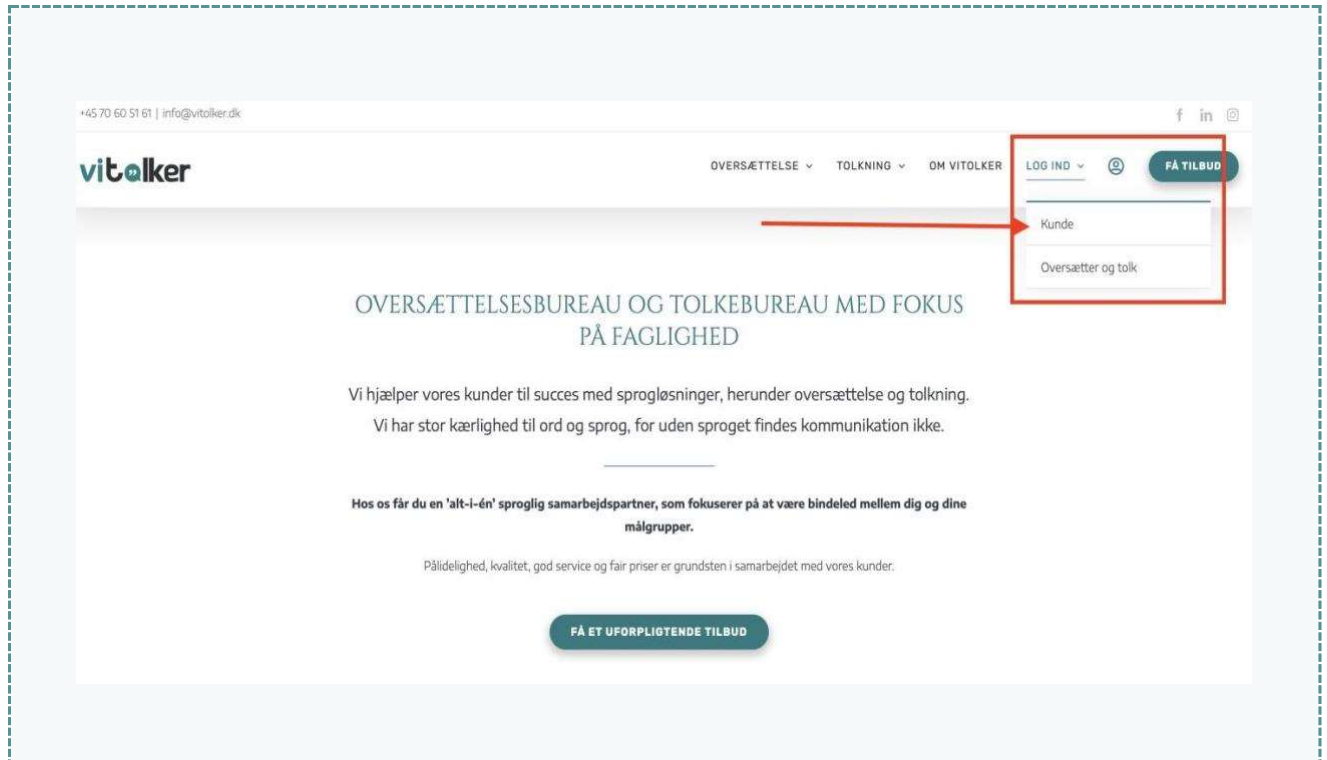 +45 70 60 51 61 | info@vitolker.dk
vitolker
OVERSÆTTELSE TOLKNING OM VITOLKER LOG IND FÅ TILBUD
Kunde
Oversætter og tolk
OVERSÆTTELSESBUREAU OG TOLKEBUREAU MED FOKUS
PÅ FAGLIGHED
Vi hjælper vores kunder til succes med sprogløsninger, herunder oversættelse og tolkning.
Vi har stor kærlighed til ord og sprog, for uden sproget findes kommunikation ikke.
Hos os får du en 'alt-i-én' sproglig samarbejdspartner, som fokuserer på at være bindeled mellem dig og dine
målgrupper.
Pålidelighed, kvalitet, god service og fair priser er grundsten i samarbejdet med vores kunder.
FÅ ET UFORPLIGTENDE TILBUD